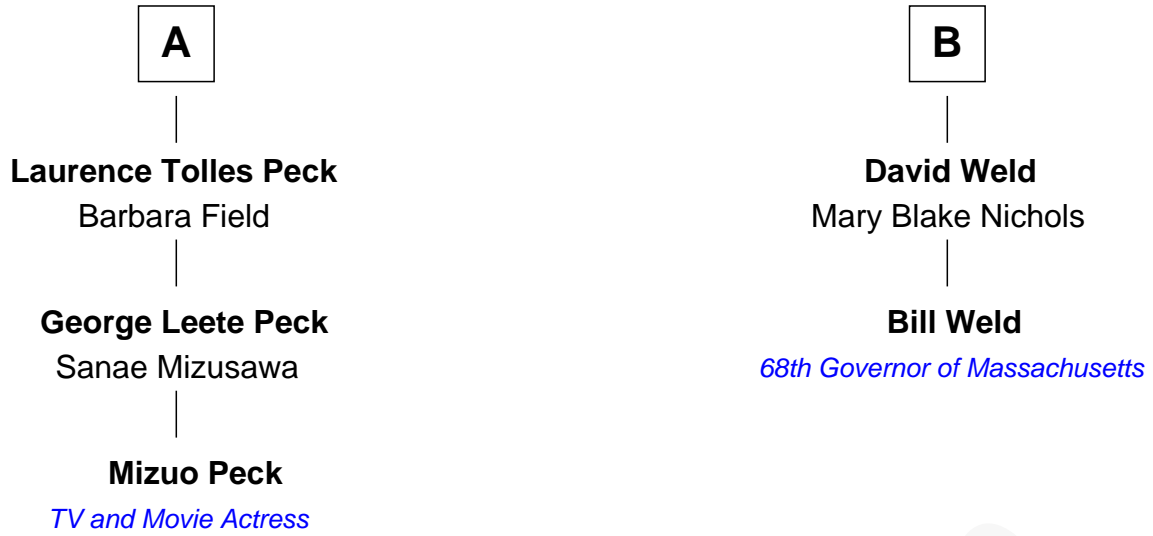 A
Laurence Tolles Peck
Barbara Field
George Leete Peck
Sanae Mizusawa
Mizuo Peck
TV and Movie Actress
B
David Weld
Mary Blake Nichols
Bill Weld
68th Governor of Massachusetts